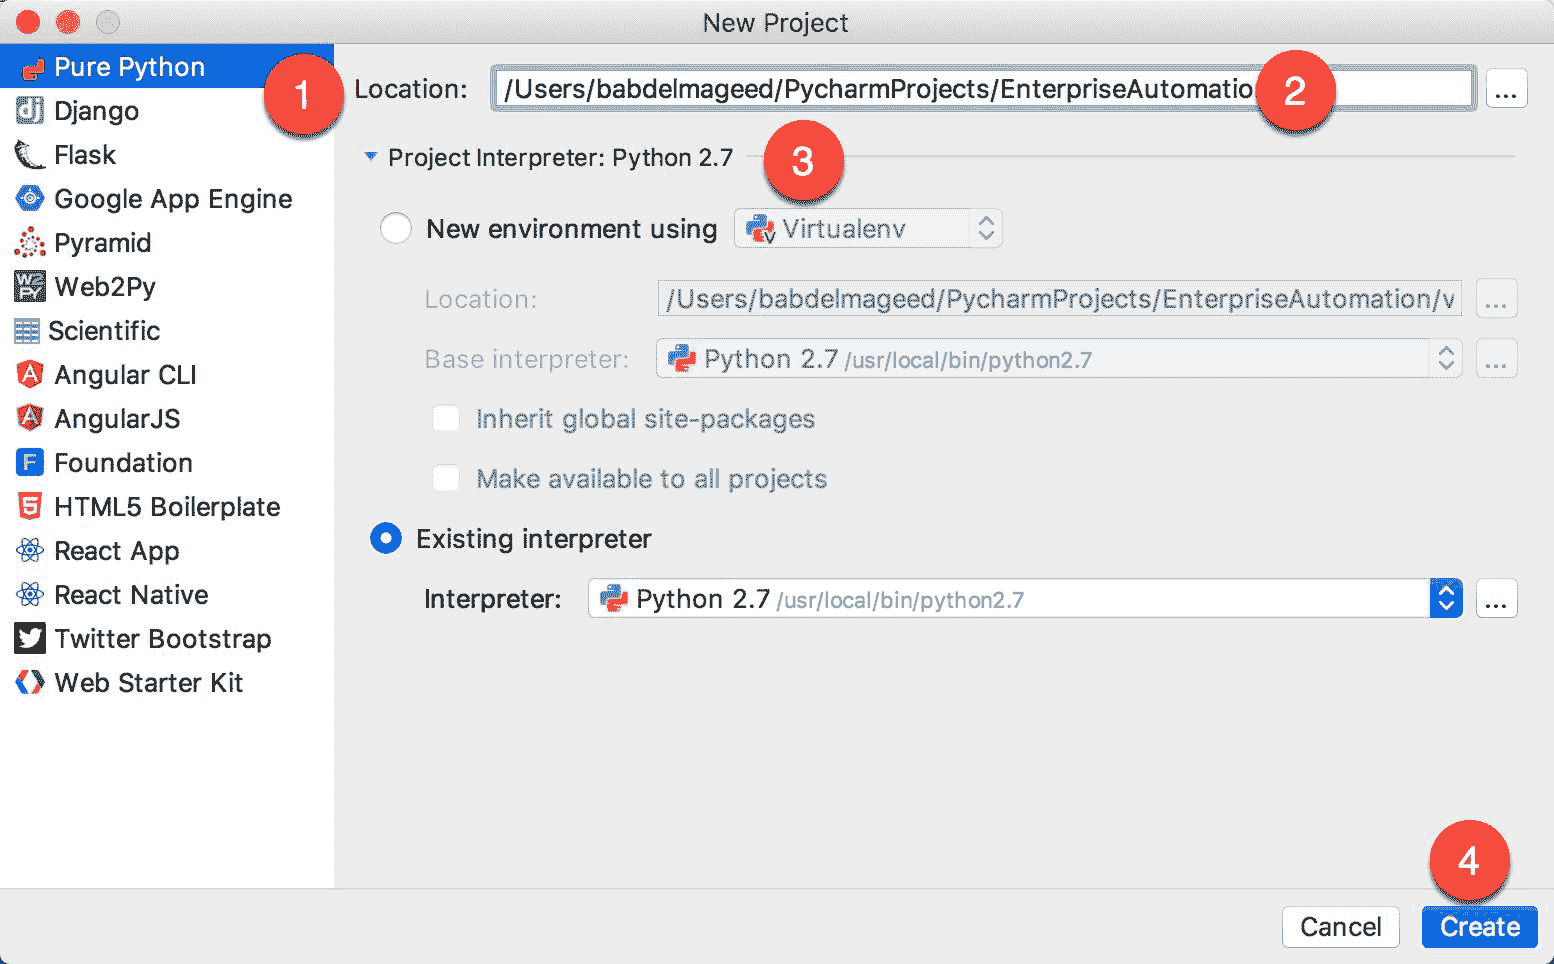 New Project
Pure Python
Django
Flask
Google App Engine
Pyramid
Web2Py
Scientific
Angular CLI
AngularJS
Foundation
HTML5 Boilerplate
React App
React Native
Twitter Bootstrap
Web Starter Kit
1
Location: /Users/babdelmageed/PycharmProjects/EnterpriseAutomatio 2 ...
Project Interpreter: Python 2.7 3
New environment using Virtualenv
Location: /Users/babdelmageed/PycharmProjects/EnterpriseAutomation/v ...
Base interpreter: Python 2.7 /usr/local/bin/python2.7 ...
Inherit global site-packages
Make available to all projects
Existing interpreter
Interpreter: Python 2.7 /usr/local/bin/python2.7 ...
4
Cancel Create